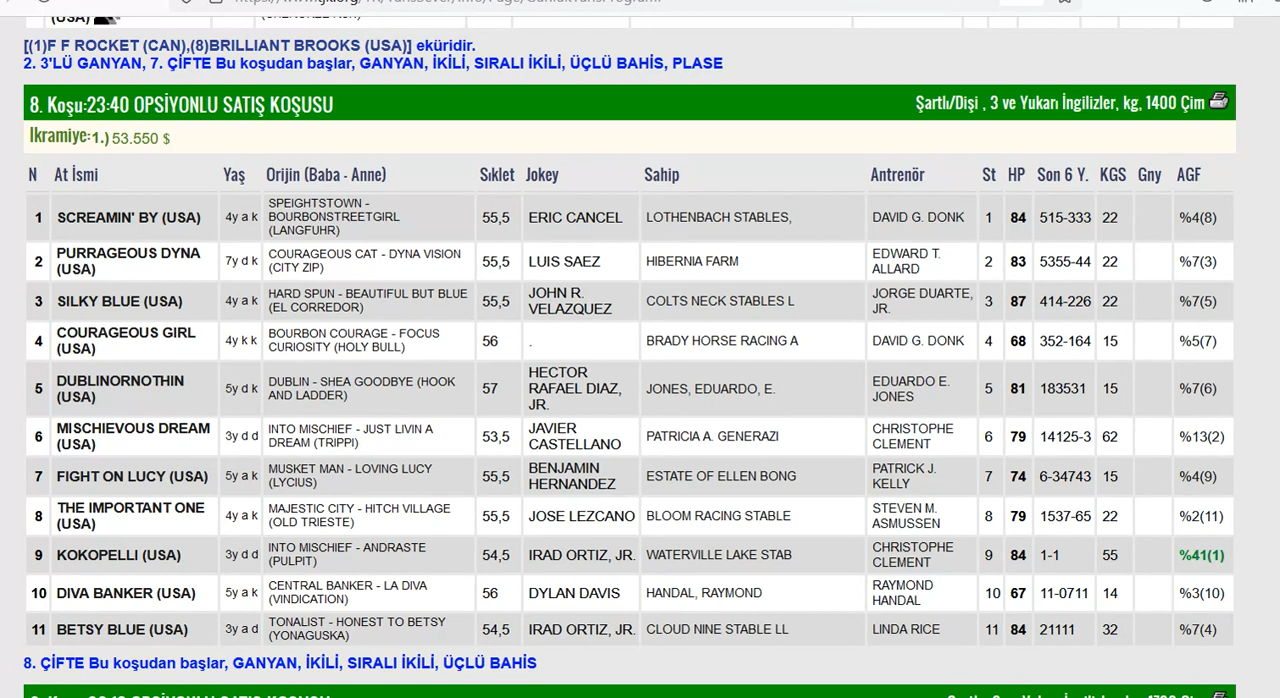 (USA)
[(1)F F ROCKET (CAN),(8)BRILLIANT BROOKS (USA)] eküridir.
2. 3'LÜ GANYAN, 7. ÇİFTE Bu koşudan başlar, GANYAN, İKİLİ, SIRALI İKİLİ, ÜÇLÜ BAHİS, PLASE
8. Koşu:23:40 OPSİYONLU SATIŞ KOŞUSU Şartlı/Dişi , 3 ve Yukarı İngilizler, kg, 1400 Çim
Ikramiye:1.) 53.550 $
N At İsmi Yaş Orijin (Baba - Anne) Sıklet Jokey Sahip Antrenör St HP Son 6 Y. KGS Gny AGF
1 SCREAMIN' BY (USA) 4y a k SPEIGHTSTOWN - BOURBONSTREETGIRL (LANGFUHR) 55,5 ERIC CANCEL LOTHENBACH STABLES, DAVID G. DONK 1 84 515-333 22 %4(8)
2 PURRAGEOUS DYNA (USA) 7y d k COURAGEOUS CAT - DYNA VISION (CITY ZIP) 55,5 LUIS SAEZ HIBERNIA FARM EDWARD T. ALLARD 2 83 5355-44 22 %7(3)
3 SILKY BLUE (USA) 4y a k HARD SPUN - BEAUTIFUL BUT BLUE (EL CORREDOR) 55,5 JOHN R. VELAZQUEZ COLTS NECK STABLES L JORGE DUARTE, JR. 3 87 414-226 22 %7(5)
4 COURAGEOUS GIRL (USA) 4y k k BOURBON COURAGE - FOCUS CURIOSITY (HOLY BULL) 56 . BRADY HORSE RACING A DAVID G. DONK 4 68 352-164 15 %5(7)
5 DUBLINORNOTHIN (USA) 5y d k DUBLIN - SHEA GOODBYE (HOOK AND LADDER) 57 HECTOR RAFAEL DIAZ, JR. JONES, EDUARDO, E. EDUARDO E. JONES 5 81 183531 15 %7(6)
6 MISCHIEVOUS DREAM (USA) 3y d d INTO MISCHIEF - JUST LIVIN A DREAM (TRIPPI) 53,5 JAVIER CASTELLANO PATRICIA A. GENERAZI CHRISTOPHE CLEMENT 6 79 14125-3 62 %13(2)
7 FIGHT ON LUCY (USA) 5y a k MUSKET MAN - LOVING LUCY (LYCIUS) 55,5 BENJAMIN HERNANDEZ ESTATE OF ELLEN BONG PATRICK J. KELLY 7 74 6-34743 15 %4(9)
8 THE IMPORTANT ONE (USA) 4y a k MAJESTIC CITY - HITCH VILLAGE (OLD TRIESTE) 55,5 JOSE LEZCANO BLOOM RACING STABLE STEVEN M. ASMUSSEN 8 79 1537-65 22 %2(11)
9 KOKOPELLI (USA) 3y d d INTO MISCHIEF - ANDRASTE (PULPIT) 54,5 IRAD ORTIZ, JR. WATERVILLE LAKE STAB CHRISTOPHE CLEMENT 9 84 1-1 55 %41(1)
10 DIVA BANKER (USA) 5y a k CENTRAL BANKER - LA DIVA (VINDICATION) 56 DYLAN DAVIS HANDAL, RAYMOND RAYMOND HANDAL 10 67 11-0711 14 %3(10)
11 BETSY BLUE (USA) 3y a d TONALIST - HONEST TO BETSY (YONAGUSKA) 54,5 IRAD ORTIZ, JR. CLOUD NINE STABLE LL LINDA RICE 11 84 21111 32 %7(4)
8. ÇİFTE Bu koşudan başlar, GANYAN, İKİLİ, SIRALI İKİLİ, ÜÇLÜ BAHİS